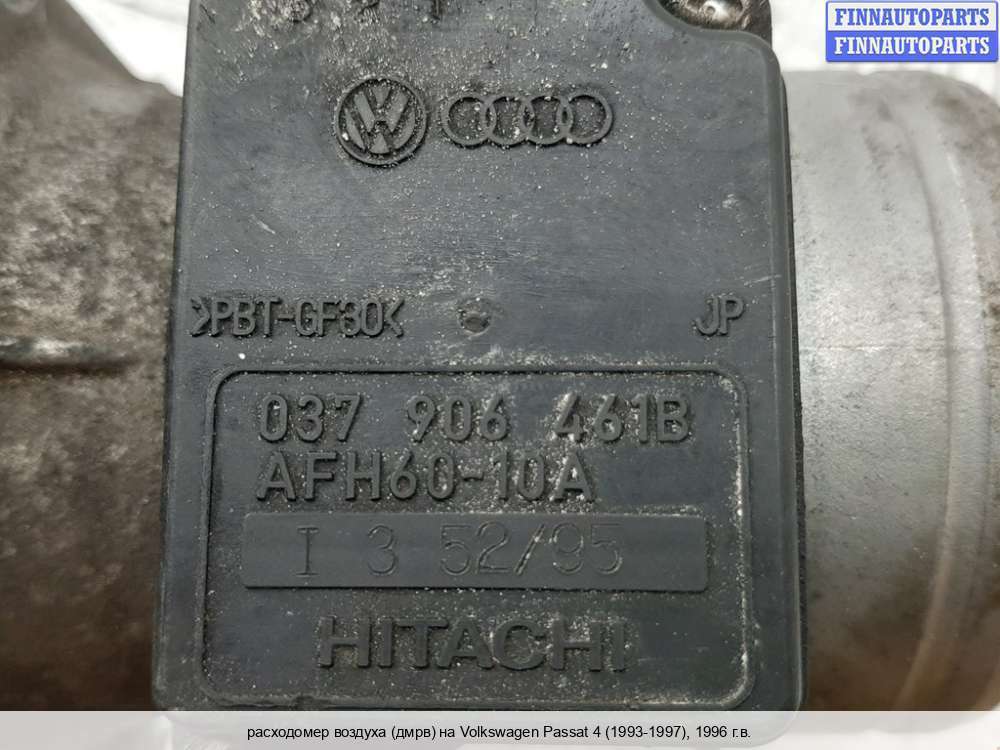 FINNAUTOPARTS
FINNAUTOPARTS
>PBT-GF30<
JP
037 906 461B
AFH60-10A
I 3 52/95
HITACHI
расходомер воздуха (дмрв) на Volkswagen Passat 4 (1993-1997), 1996 г.в.